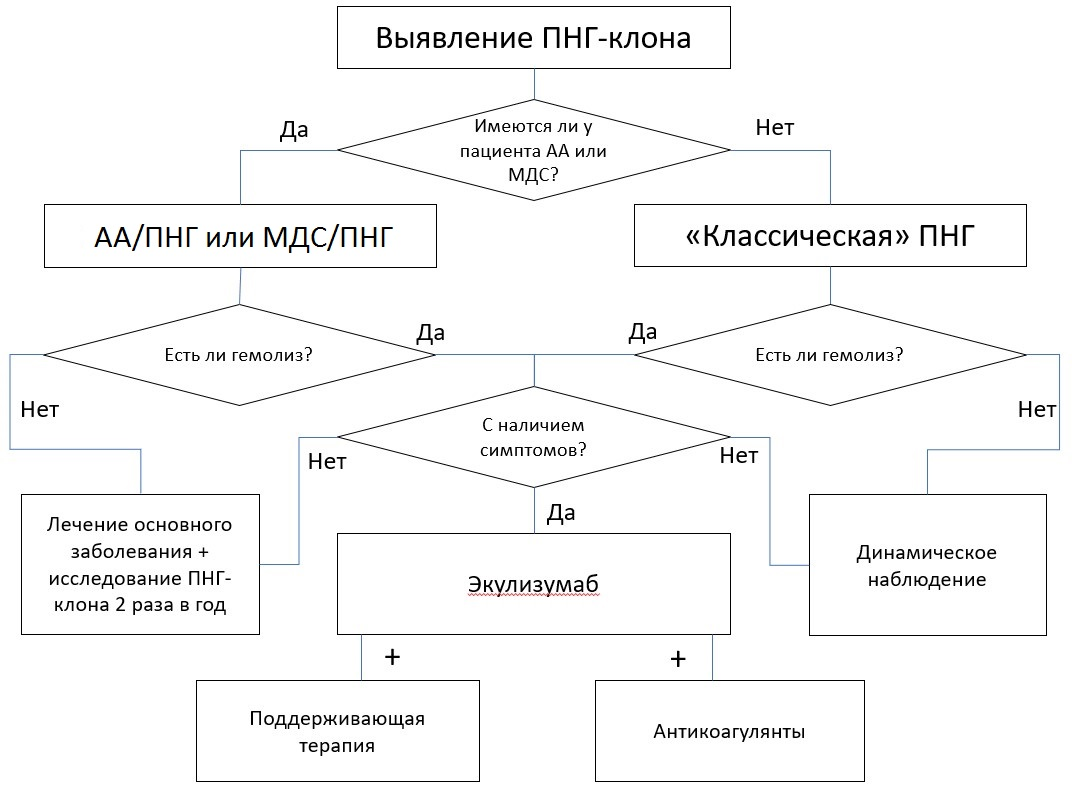 Выявление ПНГ-клона
Да
Имеются ли у
пациента АА или
МДС?
Нет
АА/ПНГ или МДС/ПНГ
«Классическая» ПНГ
Есть ли гемолиз?
Да
Да
Есть ли гемолиз?
Нет
С наличием
симптомов?
Нет
Нет
Нет
Да
Лечение основного
заболевания +
исследование ПНГ-
клона 2 раза в год
Экулизумаб
Динамическое
наблюдение
+
+
Поддерживающая
терапия
Антикоагулянты